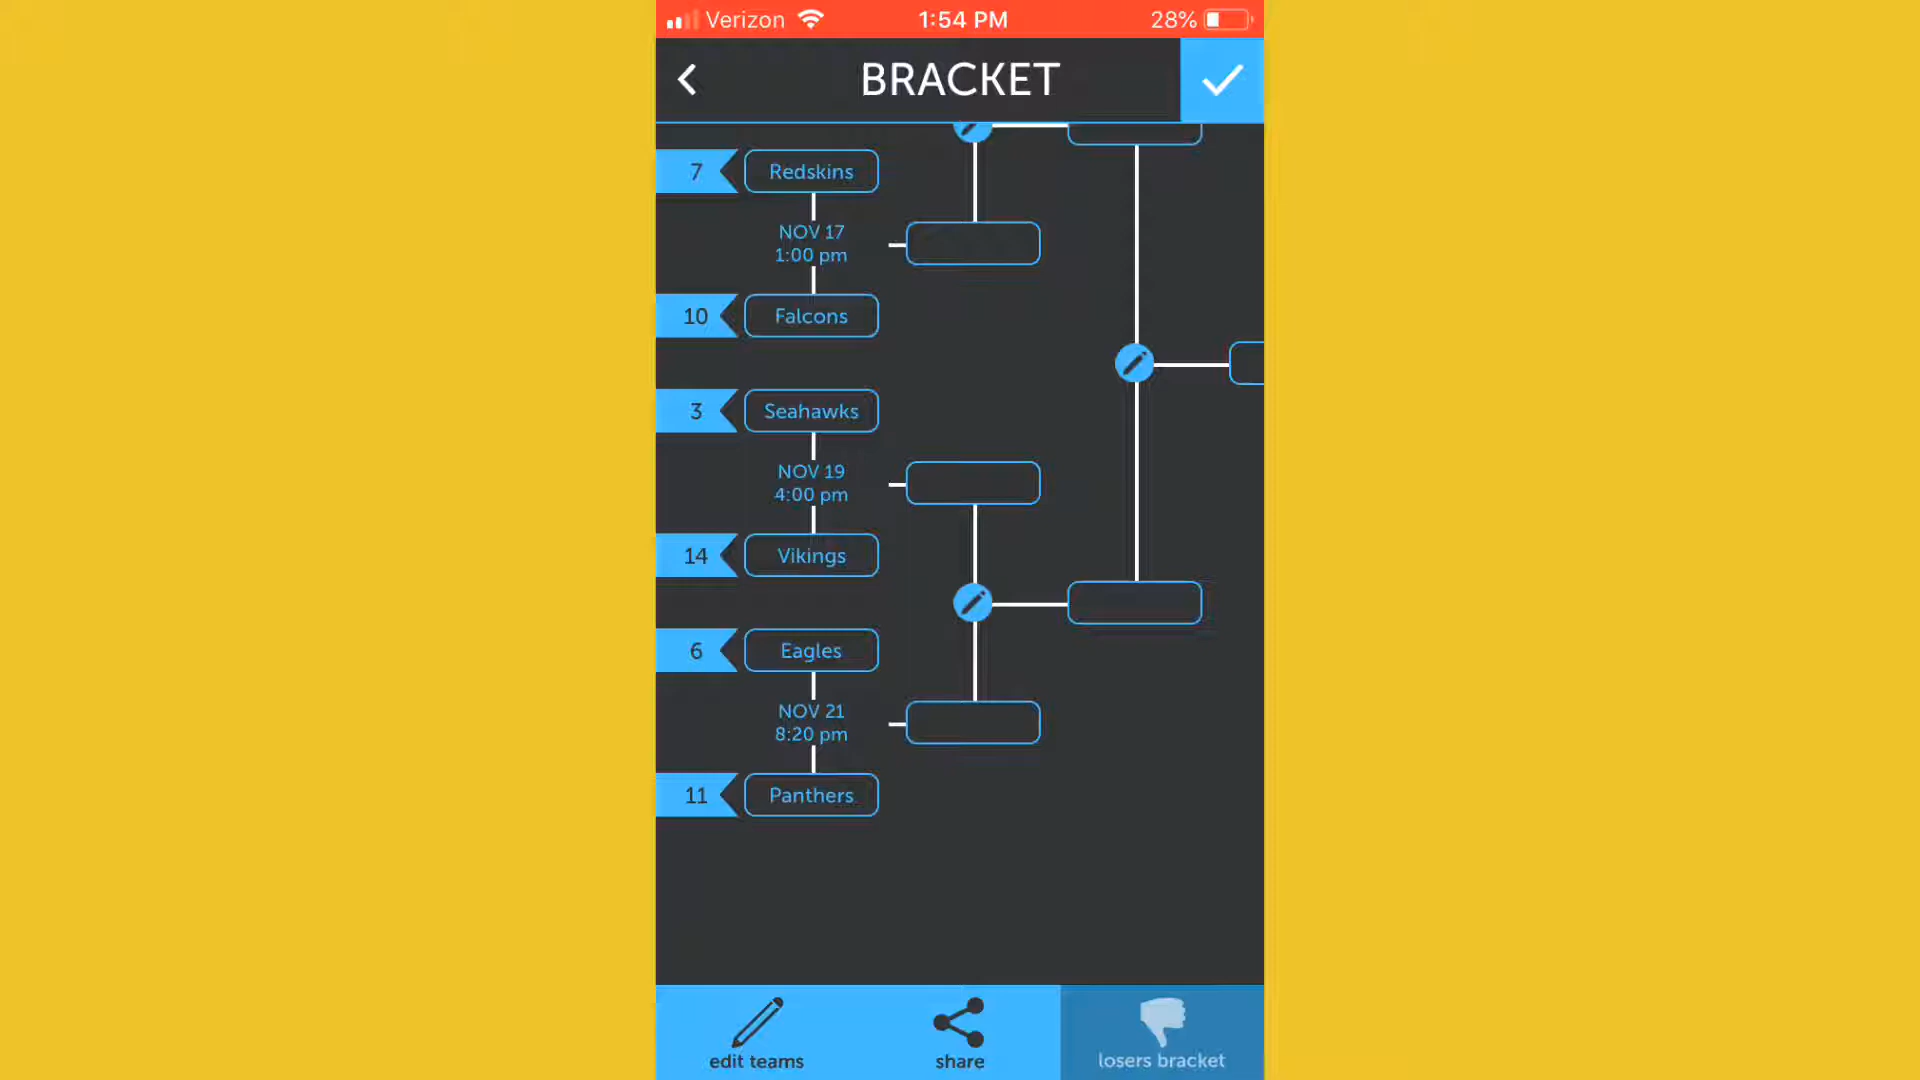 Verizon 1:54 PM 28%
BRACKET
7 Redskins
NOV 17
1:00 pm
10 Falcons
3 Seahawks
NOV 19
4:00 pm
14 Vikings
6 Eagles
NOV 21
8:20 pm
11 Panthers
edit teams share losers bracket